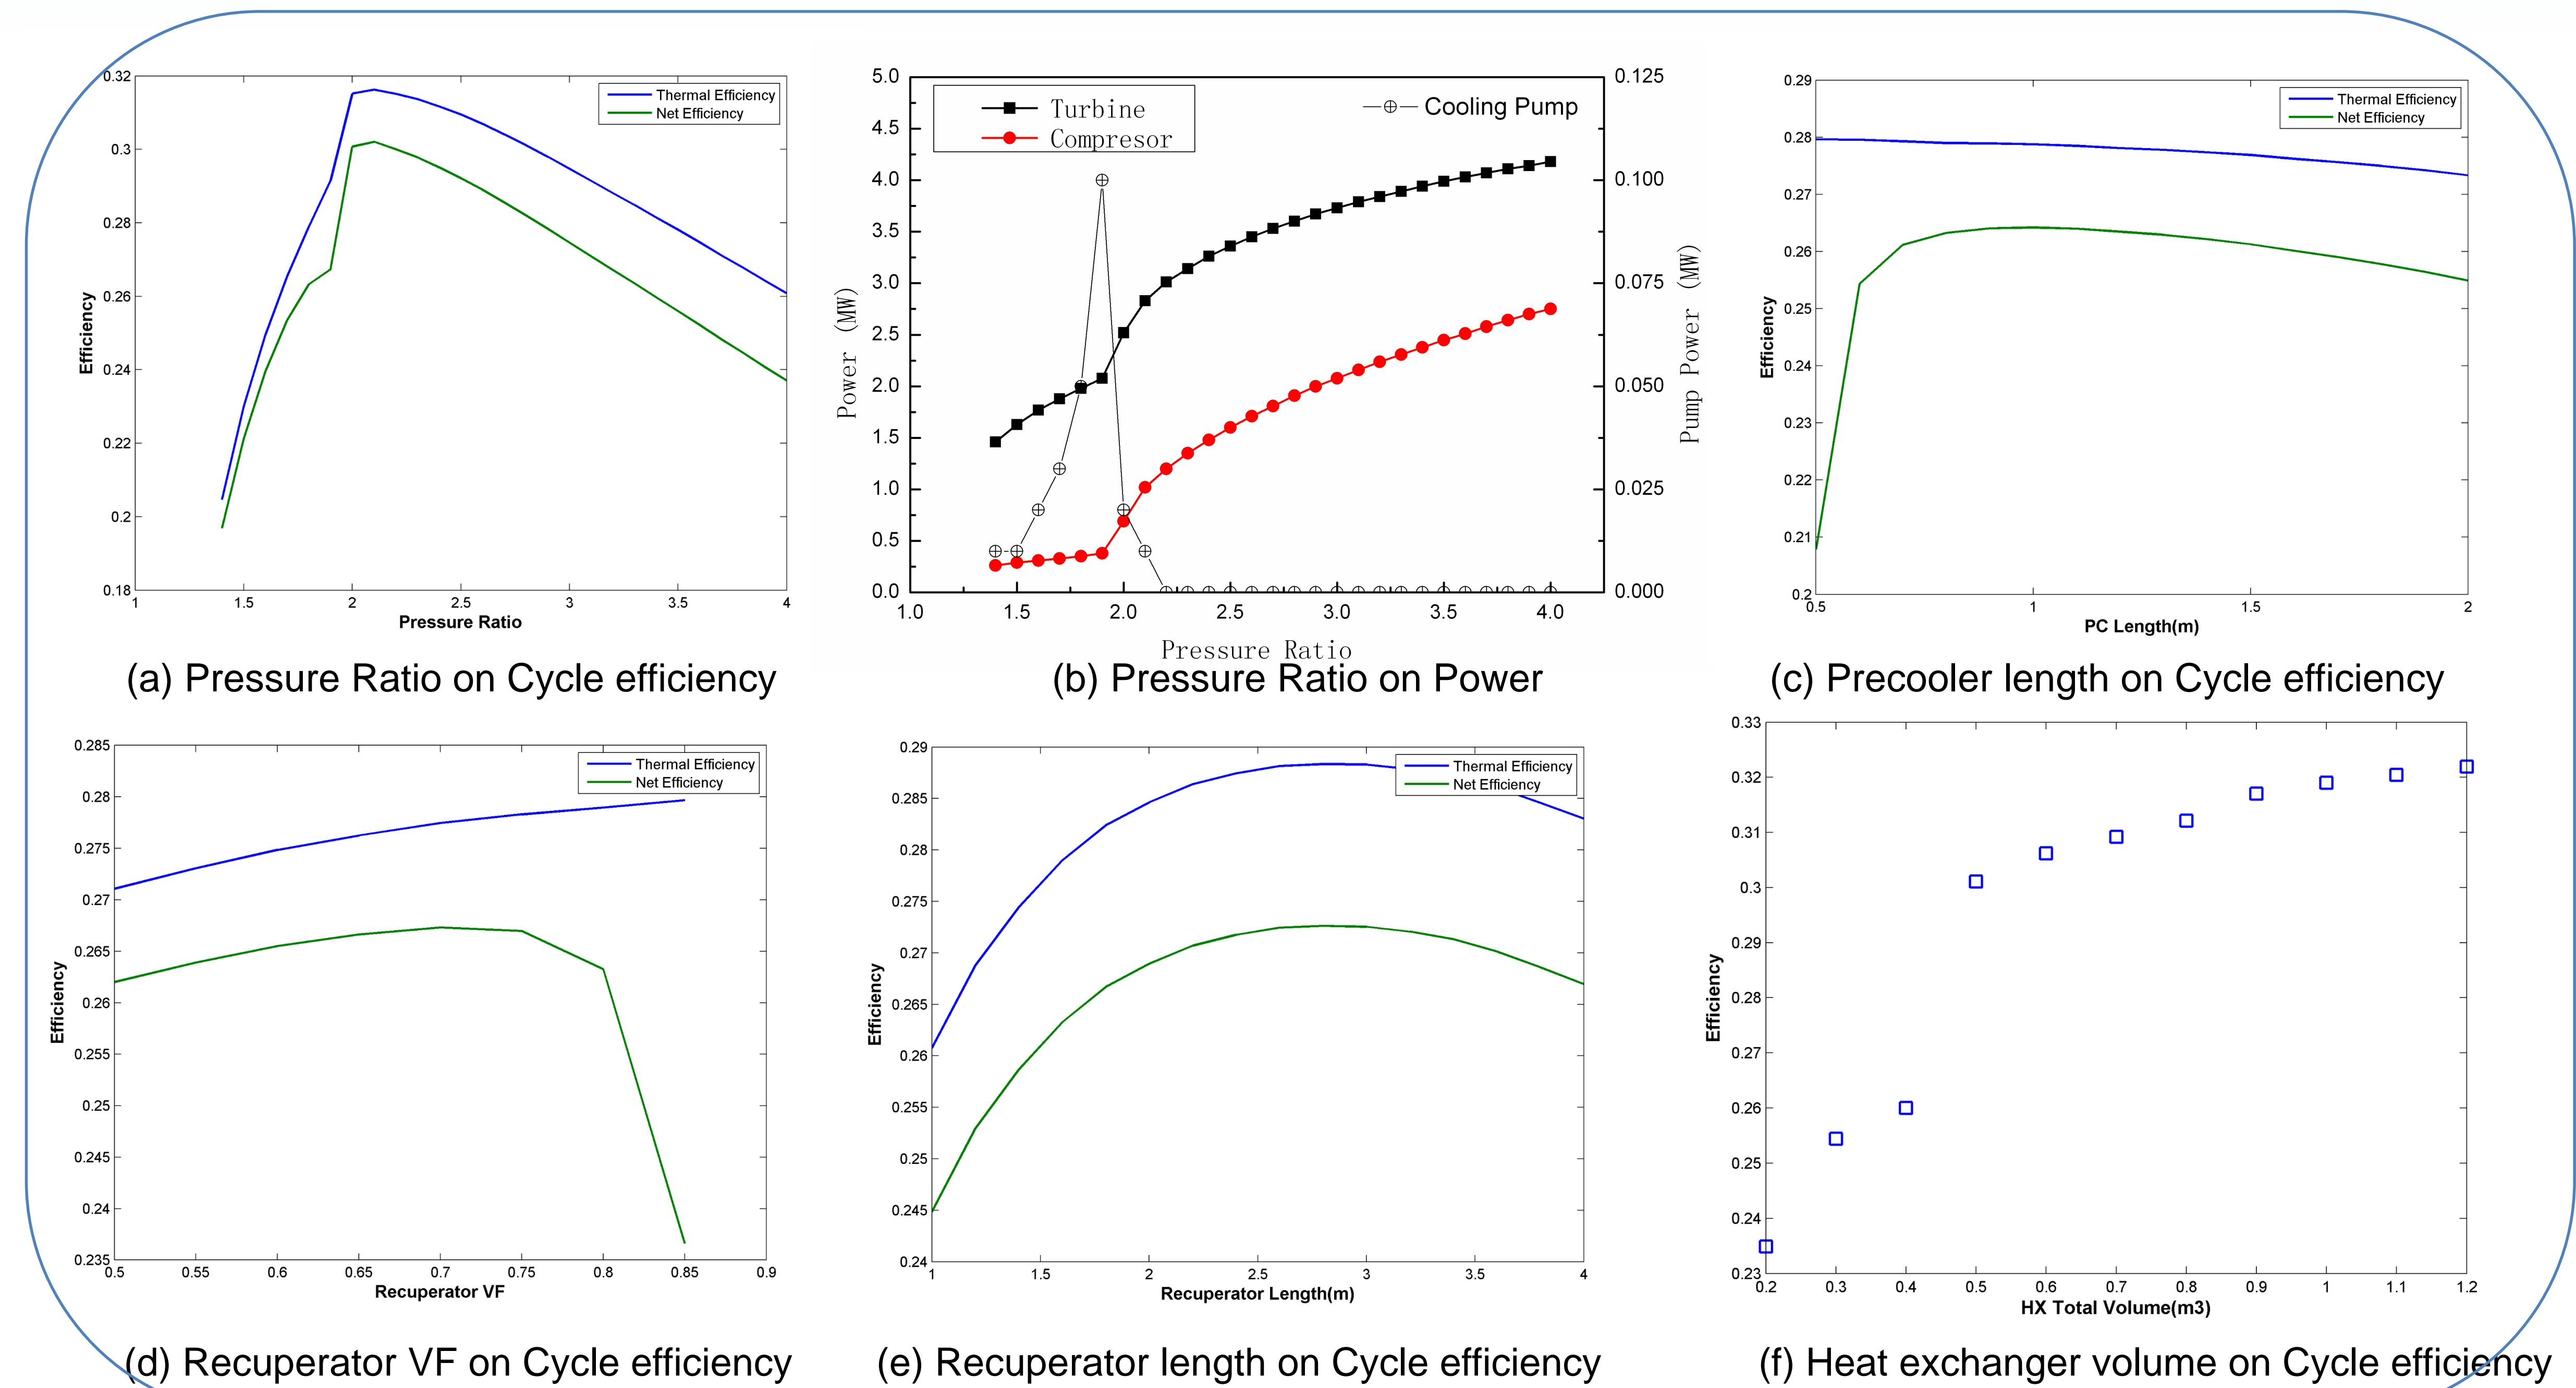 0.32
0.3
0.28
0.26
0.24
0.22
0.2
0.18
1 1.5 2 2.5 3 3.5 4
Efficiency
Pressure Ratio
Thermal Efficiency
Net Efficiency
(a) Pressure Ratio on Cycle efficiency
5.0
4.5
4.0
3.5
3.0
2.5
2.0
1.5
1.0
0.5
0.0
Power (MW)
Turbine
Compresor
Cooling Pump
0.125
0.100
0.075
0.050
0.025
0.000
Pump Power (MW)
1.0 1.5 2.0 2.5 3.0 3.5 4.0
Pressure Ratio
(b) Pressure Ratio on Power
0.29
0.28
0.27
0.26
0.25
0.24
0.23
0.22
0.21
0.2
0.5 1 1.5 2
Efficiency
PC Length(m)
Thermal Efficiency
Net Efficiency
(c) Precooler length on Cycle efficiency
0.285
0.28
0.275
0.27
0.265
0.26
0.255
0.25
0.245
0.24
0.235
0.5 0.55 0.6 0.65 0.7 0.75 0.8 0.85 0.9
Efficiency
Recuperator VF
Thermal Efficiency
Net Efficiency
(d) Recuperator VF on Cycle efficiency
0.29
0.285
0.28
0.275
0.27
0.265
0.26
0.255
0.25
0.245
0.24
1 1.5 2 2.5 3 3.5 4
Efficiency
Recuperator Length(m)
Thermal Efficiency
Net Efficiency
(e) Recuperator length on Cycle efficiency
0.33
0.32
0.31
0.3
0.29
0.28
0.27
0.26
0.25
0.24
0.23
0.2 0.3 0.4 0.5 0.6 0.7 0.8 0.9 1 1.1 1.2
Efficiency
HX Total Volume(m3)
(f) Heat exchanger volume on Cycle efficiency